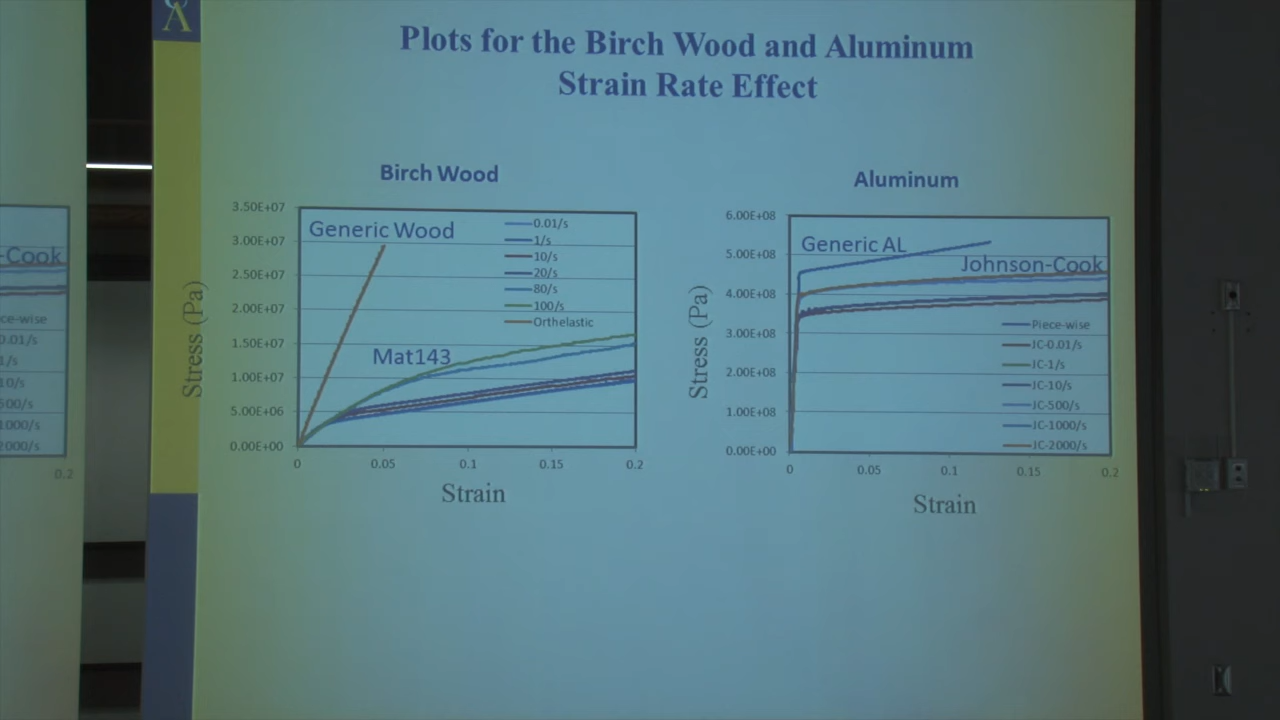 Plots for the Birch Wood and Aluminum
Strain Rate Effect
Birch Wood
3.50E+07
3.00E+07
2.50E+07
2.00E+07
1.50E+07
1.00E+07
5.00E+06
0.00E+00
Stress (Pa)
Generic Wood
Mat143
0.01/s
1/s
10/s
20/s
80/s
100/s
Orthelastic
0
0.05
0.1
0.15
0.2
Strain
Aluminum
6.00E+08
5.00E+08
4.00E+08
3.00E+08
2.00E+08
1.00E+08
0.00E+00
Stress (Pa)
Generic AL
Johnson-Cook
Piece-wise
JC-0.01/s
JC-1/s
JC-10/s
JC-500/s
JC-1000/s
JC-2000/s
0
0.05
0.1
0.15
0.2
Strain
-Cook
ce-wise
0.01/s
1/s
10/s
500/s
1000/s
2000/s
0.2